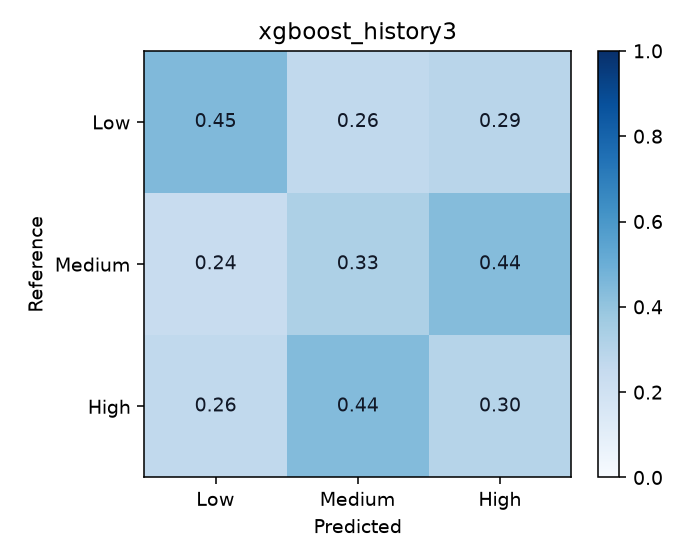 xgboost_history3
1.0
Low 0.45 0.26 0.29
0.8
0.6
Reference
Medium 0.24 0.33 0.44
0.4
High 0.26 0.44 0.30
0.2
0.0
Low Medium High
Predicted